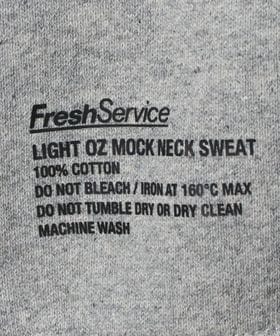 FreshService
LIGHT OZ MOCK NECK SWEAT
100% COTTON
DO NOT BLEACH / IRON AT 160°C MAX
DO NOT TUMBLE DRY OR DRY CLEAN
MACHINE WASH